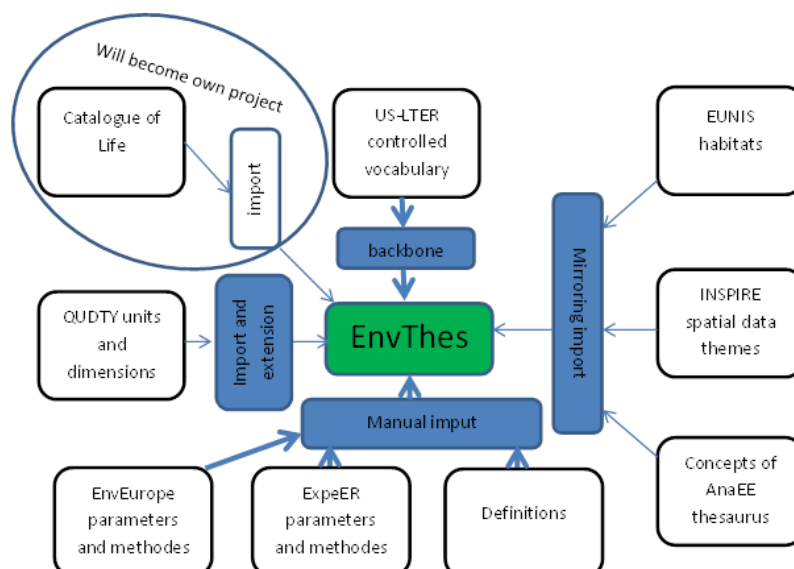 Will become own project
Catalogue of
Life
import
US-LTER
controlled
vocabulary
backbone
EUNIS
habitats
QUDTY units
and
dimensions
Import and
extension
EnvThes
Mirroring import
INSPIRE
spatial data
themes
Manual imput
EnvEurope
parameters
and methodes
ExpeER
parameters
and methodes
Definitions
Concepts of
AnaEE
thesaurus